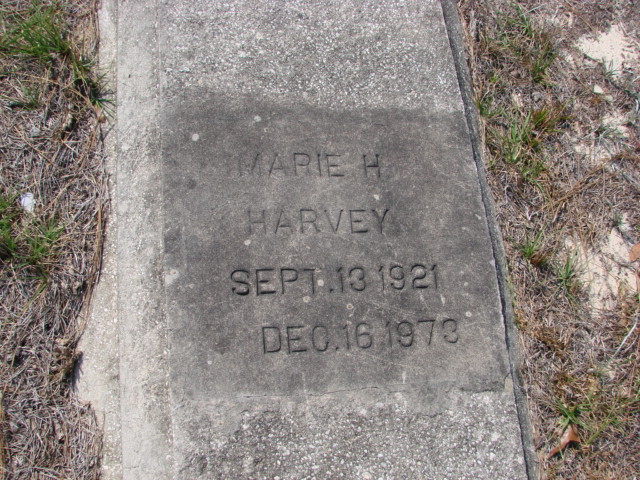 MARIE H
HARVEY
SEPT. 13 1921
DEC. 16 1973